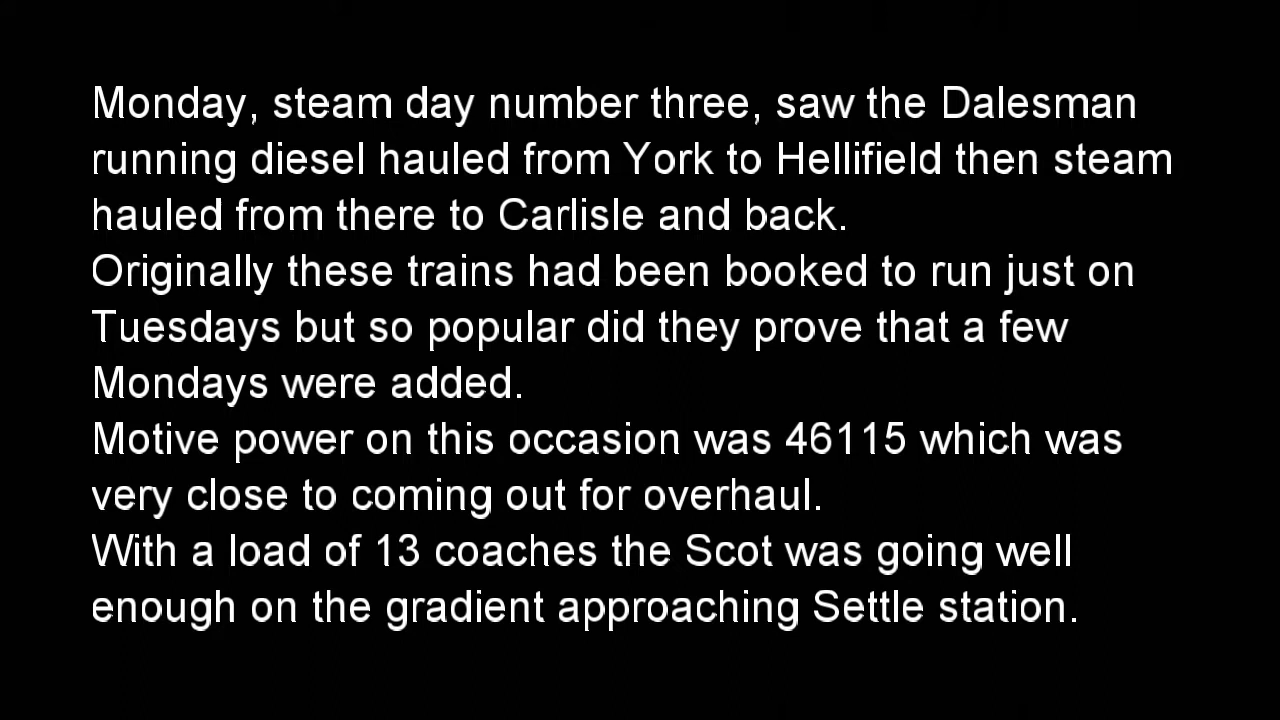 Monday, steam day number three, saw the Dalesman
running diesel hauled from York to Hellifield then steam
hauled from there to Carlisle and back.
Originally these trains had been booked to run just on
Tuesdays but so popular did they prove that a few
Mondays were added.
Motive power on this occasion was 46115 which was
very close to coming out for overhaul.
With a load of 13 coaches the Scot was going well
enough on the gradient approaching Settle station.